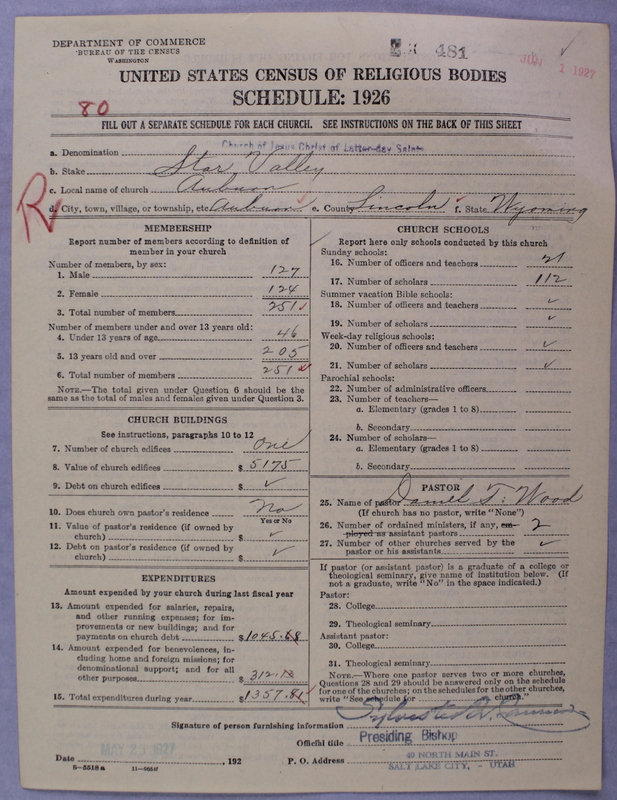 DEPARTMENT OF COMMERCE
BUREAU OF THE CENSUS
WASHINGTON
481
JUN 1 1927
UNITED STATES CENSUS OF RELIGIOUS BODIES
SCHEDULE: 1926
80
FILL OUT A SEPARATE SCHEDULE FOR EACH CHURCH. SEE INSTRUCTIONS ON THE BACK OF THIS SHEET
a. Denomination Church of Jesus Christ of Latter-day Saints
b. Stake Star Valley
c. Local name of church Auburn
R
d. City, town, village, or township, etc. Auburn e. County Lincoln f. State Wyoming
MEMBERSHIP
Report number of members according to definition of member in your church
Number of members, by sex:
1. Male 127
2. Female 124
3. Total number of members 251
Number of members under and over 13 years old:
4. Under 13 years of age 46
5. 13 years old and over 205
6. Total number of members 251
NOTE.—The total given under Question 6 should be
same as the total of males and females given under Question 3.
CHURCH BUILDINGS
See instructions, paragraphs 10 to 12
7. Number of church edifices One
8. Value of church edifices $ 5175
9. Debt on church edifices $ ✓
10. Does church own pastor's residence No
Yes or No
11. Value of pastor's residence (if owned by
church) $ ✓
12. Debt on pastor's residence (if owned by
church) $ ✓
EXPENDITURES
Amount expended by your church during last fiscal year
13. Amount expended for salaries, repairs,
and other running expenses; for im-
provements or new buildings; and for
payments on church debt $ 1045.68
14. Amount expended for benevolences, in-
cluding home and foreign missions; for
denominational support; and for all
other purposes $
15. Total expenditures during year $ 1357.81
CHURCH SCHOOLS
Report here only schools conducted by this church
Sunday schools:
16. Number of officers and teachers 21
17. Number of scholars 112
Summer vacation Bible schools:
18. Number of officers and teachers ✓
19. Number of scholars ✓
Week-day religious schools:
20. Number of officers and teachers ✓
21. Number of scholars ✓
Parochial schools:
22. Number of administrative officers
23. Number of teachers—
a. Elementary (grades 1 to 8)
b. Secondary
24. Number of scholars—
a. Elementary (grades 1 to 8)
b. Secondary
PASTOR
25. Name of pastor Daniel T. Wood
(If church has no pastor, write "None")
26. Number of ordained ministers, if any, em-
ployed as assistant pastors 2
27. Number of other churches served by the
pastor or his assistants ✓
If pastor (or assistant pastor) is a graduate of a college or
theological seminary, give name of institution below. (If
not a graduate, write "No" in the space indicated.)
Pastor:
28. College
29. Theological seminary
Assistant pastor:
30. College
31. Theological seminary
NOTE.—Where one pastor serves two or more churches,
Questions 28 and 29 should be answered only on the schedule
for one of the churches; on the schedules for the other churches,
write "See schedule for church."
Signature of person furnishing information Sylvester Q. Cannon
Official title Presiding Bishop
Date MAY 23 1927, 192 P. O. Address 40 NORTH MAIN ST.
SALT LAKE CITY, - UTAH
8—5518 a